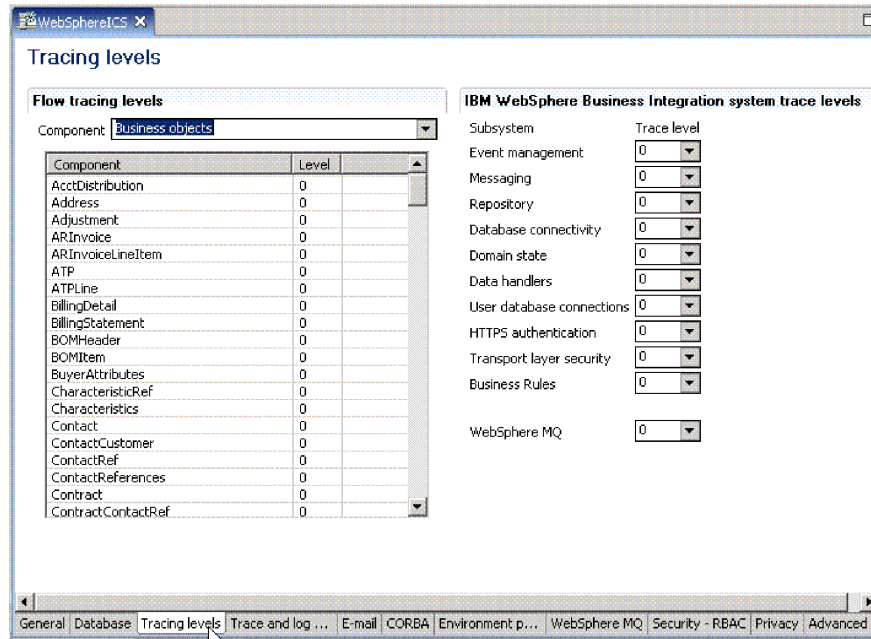 WebSphereICS
Tracing levels
Flow tracing levels
Component Business objects
Component Level
AcctDistribution 0
Address 0
Adjustment 0
ARInvoice 0
ARInvoiceLineItem 0
ATP 0
ATPLine 0
BillingDetail 0
BillingStatement 0
BOMHeader 0
BOMItem 0
BuyerAttributes 0
CharacteristicRef 0
Characteristics 0
Contact 0
ContactCustomer 0
ContactRef 0
ContactReferences 0
Contract 0
ContractContactRef 0
IBM WebSphere Business Integration system trace levels
Subsystem Trace level
Event management 0
Messaging 0
Repository 0
Database connectivity 0
Domain state 0
Data handlers 0
User database connections 0
HTTPS authentication 0
Transport layer security 0
Business Rules 0
WebSphere MQ 0
General Database Tracing levels Trace and log ... E-mail CORBA Environment p... WebSphere MQ Security - RBAC Privacy Advanced